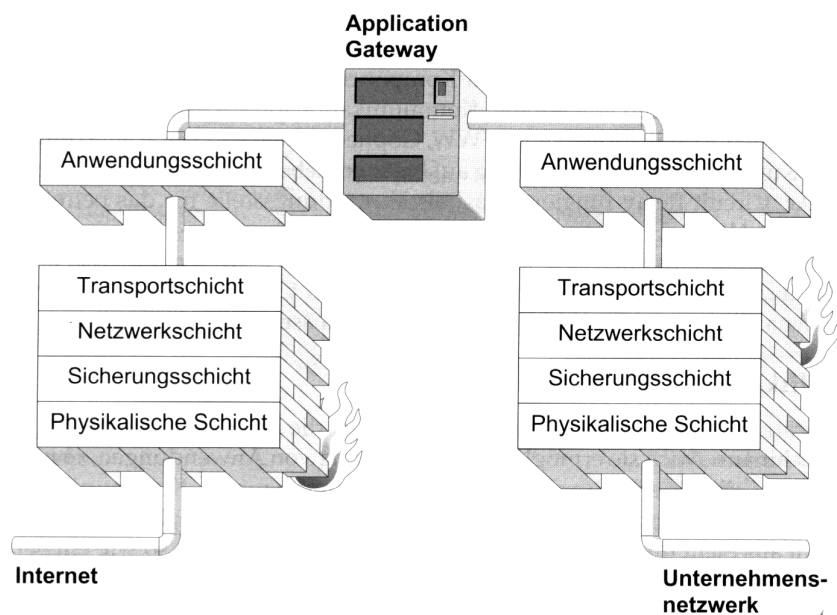 Application
Gateway
Anwendungsschicht
Transportschicht
Netzwerkschicht
Sicherungsschicht
Physikalische Schicht
Internet
Anwendungsschicht
Transportschicht
Netzwerkschicht
Sicherungsschicht
Physikalische Schicht
Unternehmens-
netzwerk